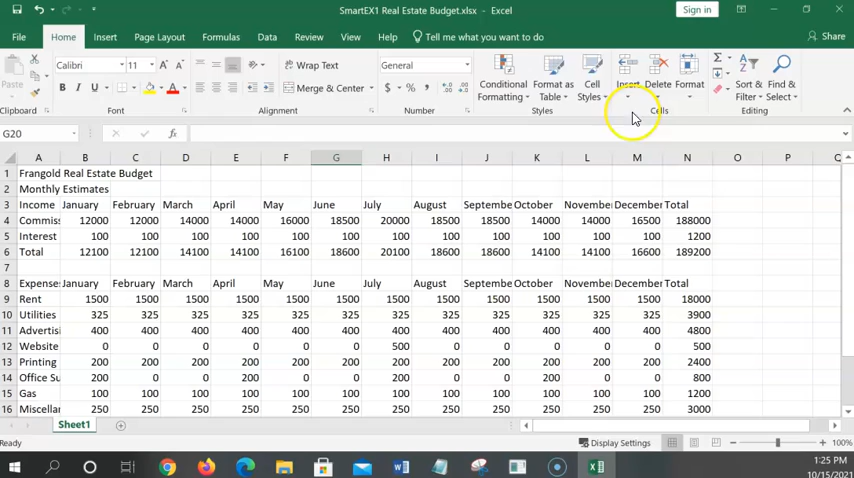 SmartEX1 Real Estate Budget.xlsx - Excel
Sign in
File Home Insert Page Layout Formulas Data Review View Help Tell me what you want to do Share
Paste Calibri 11 A A Wrap Text General Conditional Formatting Format as Table Cell Styles Insert Delete Format Sort & Filter Find & Select
B I U A Merge & Center $ % ,
Clipboard Font Alignment Number Styles Cells Editing
G20 fx
A B C D E F G H I J K L M N O P Q
1 Frangold Real Estate Budget
2 Monthly Estimates
3 Income January February March April May June July August Septembe October November December Total
4 Commiss 12000 12000 14000 14000 16000 18500 20000 18500 18500 14000 14000 16500 188000
5 Interest 100 100 100 100 100 100 100 100 100 100 100 100 1200
6 Total 12100 12100 14100 14100 16100 18600 20100 18600 18600 14100 14100 16600 189200
7
8 Expenses January February March April May June July August Septembe October November December Total
9 Rent 1500 1500 1500 1500 1500 1500 1500 1500 1500 1500 1500 1500 18000
10 Utilities 325 325 325 325 325 325 325 325 325 325 325 325 3900
11 Advertisi 400 400 400 400 400 400 400 400 400 400 400 400 4800
12 Website 0 0 0 0 0 0 500 0 0 0 0 0 500
13 Printing 200 200 200 200 200 200 200 200 200 200 200 200 2400
14 Office Su 200 0 0 200 0 0 200 0 0 200 0 0 800
15 Gas 100 100 100 100 100 100 100 100 100 100 100 100 1200
16 Miscellar 250 250 250 250 250 250 250 250 250 250 250 250 3000
Sheet1
Ready Display Settings 100%
1:25 PM
10/15/2021